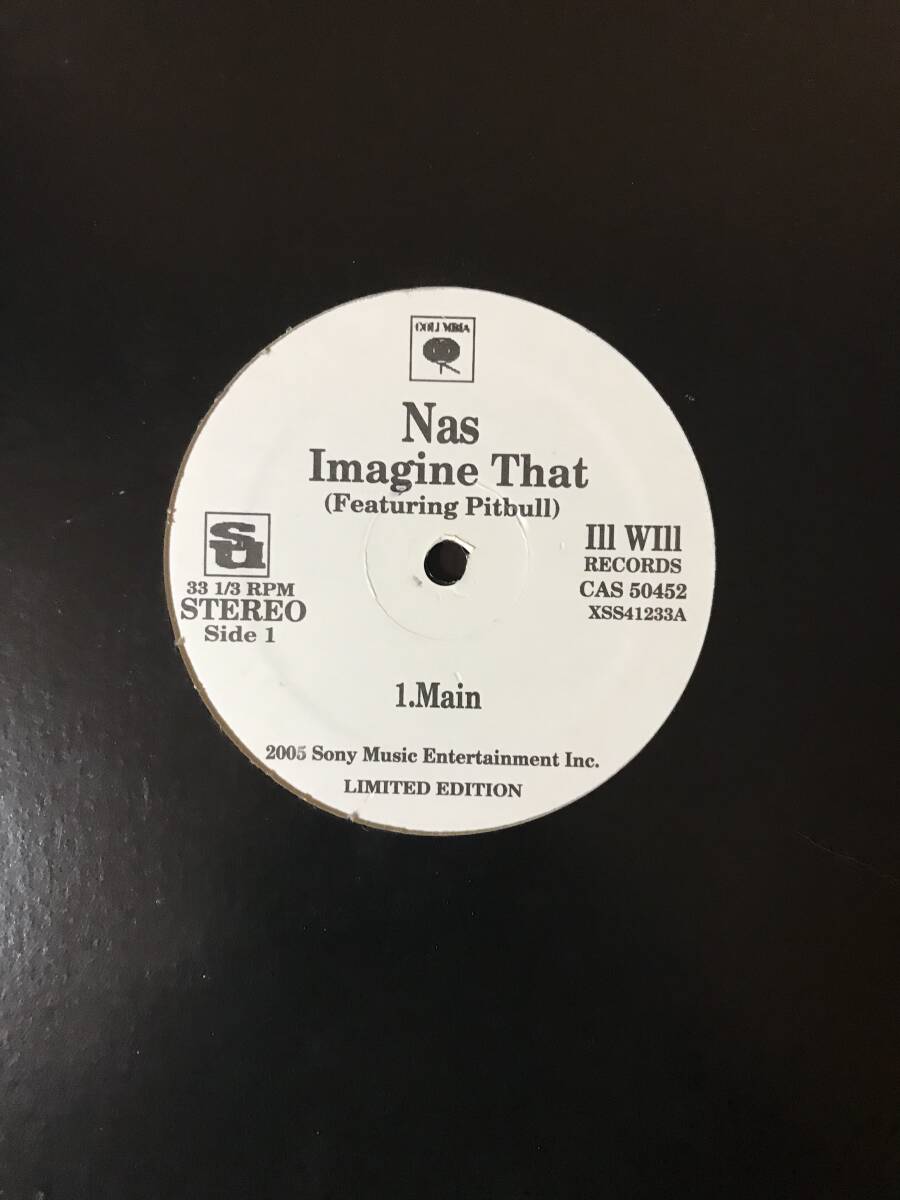 COLUMBIA
Nas
Imagine That
(Featuring Pitbull)
SU
33 1/3 RPM
STEREO
Side 1
Ill WIll
RECORDS
CAS 50452
XSS41233A
1.Main
2005 Sony Music Entertainment Inc.
LIMITED EDITION